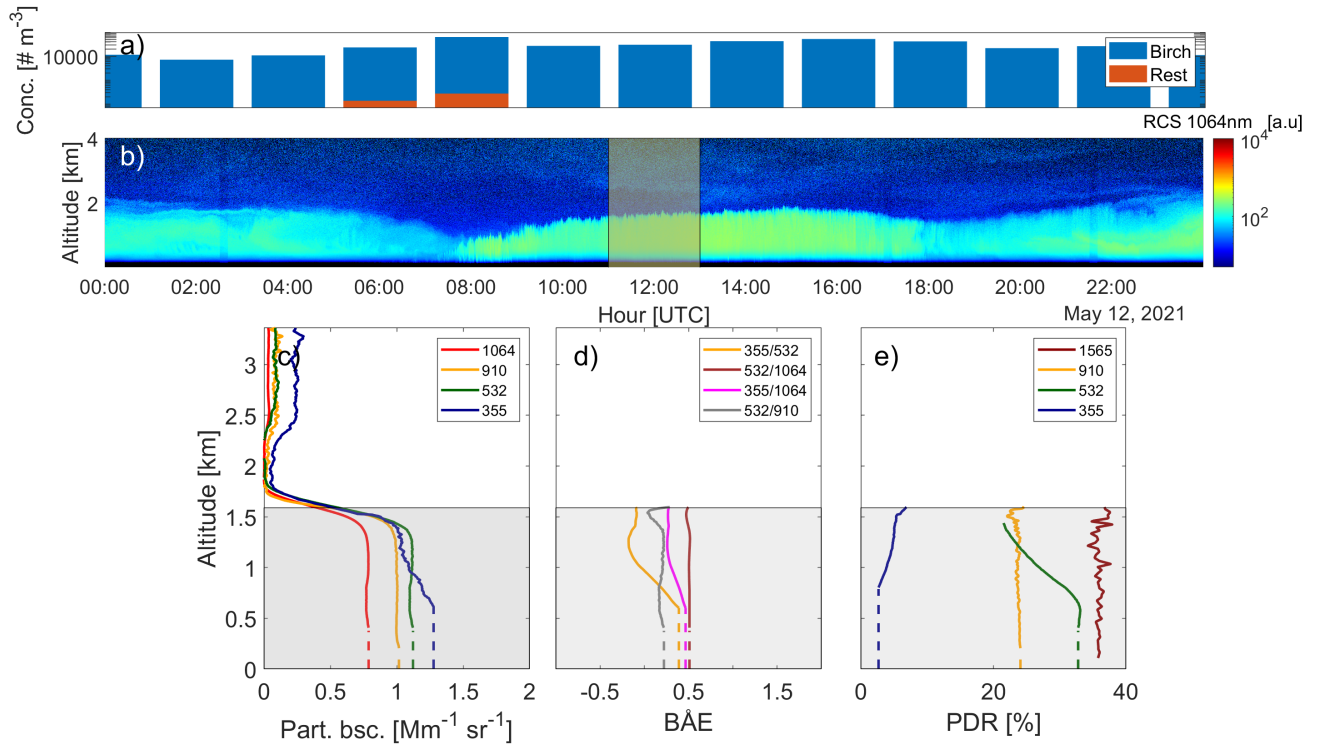 a)
Conc. [# m-3]
10000
Birch
Rest
RCS 1064nm [a.u]
b)
Altitude [km]
4
2
104
102
00:00 02:00 04:00 06:00 08:00 10:00 12:00 14:00 16:00 18:00 20:00 22:00
Hour [UTC]
May 12, 2021
c)
Altitude [km]
3
2.5
2
1.5
1
0.5
0
1064
910
532
355
0 0.5 1 1.5 2
Part. bsc. [Mm-1 sr-1]
d)
355/532
532/1064
355/1064
532/910
-0.5 0.5 1.5
BÅE
e)
1565
910
532
355
0 20 40
PDR [%]